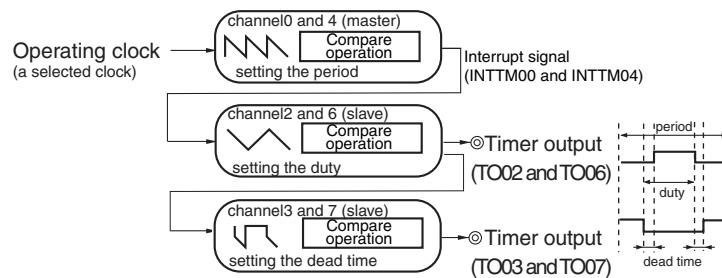 channel0 and 4 (master)
Operating clock
(a selected clock)
Compare
operation
setting the period
Interrupt signal
(INTTM00 and INTTM04)
channel2 and 6 (slave)
Compare
operation
setting the duty
Timer output
(TO02 and TO06)
period
duty
channel3 and 7 (slave)
Compare
operation
setting the dead time
Timer output
(TO03 and TO07)
dead time